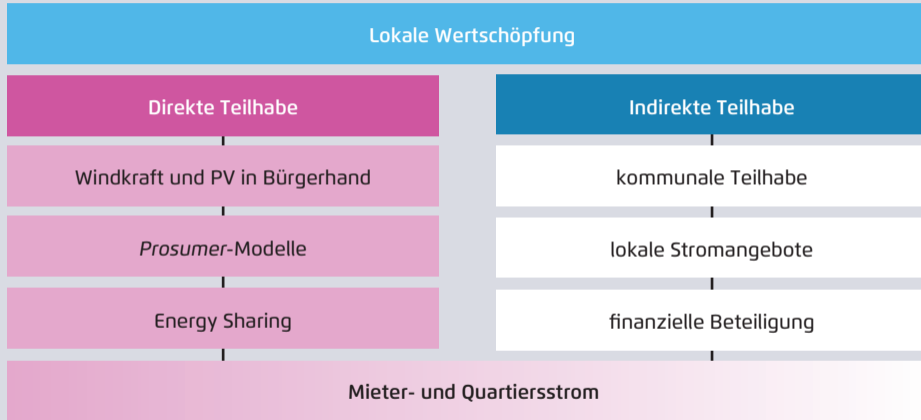 Lokale Wertschöpfung
Direkte Teilhabe
Windkraft und PV in Bürgerhand
Prosumer-Modelle
Energy Sharing
Indirekte Teilhabe
kommunale Teilhabe
lokale Stromangebote
finanzielle Beteiligung
Mieter- und Quartiersstrom